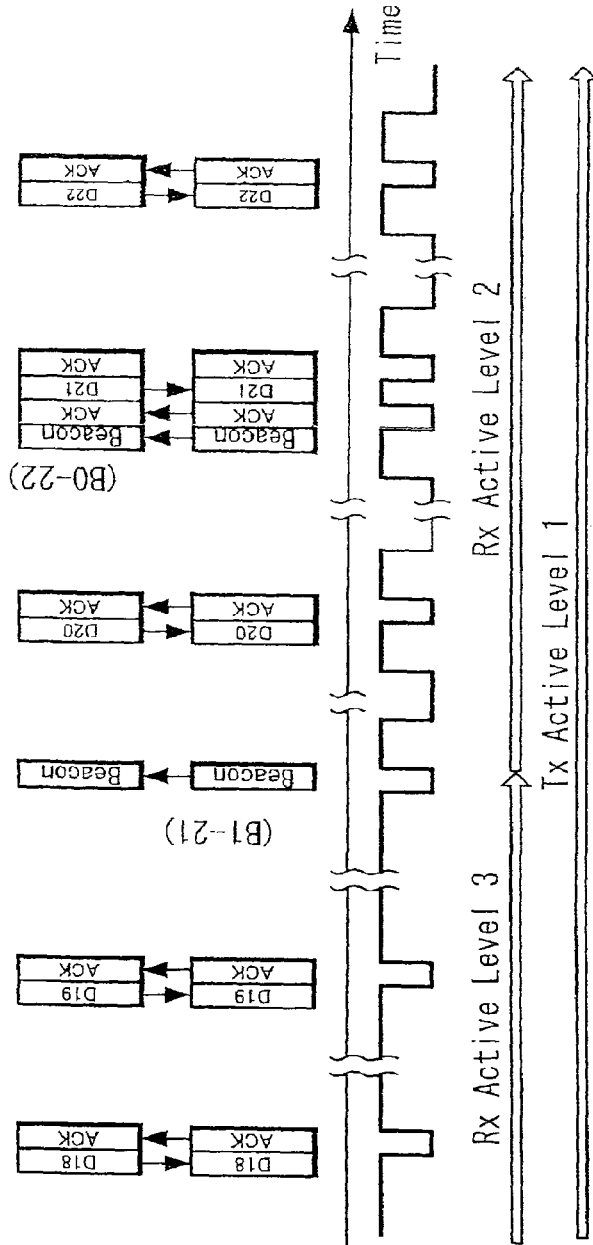 D18
ACK
D19
ACK
Beacon
D20
ACK
(B0-22)
Beacon
ACK
D21
ACK
D22
ACK
D18
ACK
D19
ACK
(B1-21)
Beacon
D20
ACK
Beacon
ACK
D21
ACK
D22
ACK
Time
Rx Active Level 3
Rx Active Level 2
Tx Active Level 1